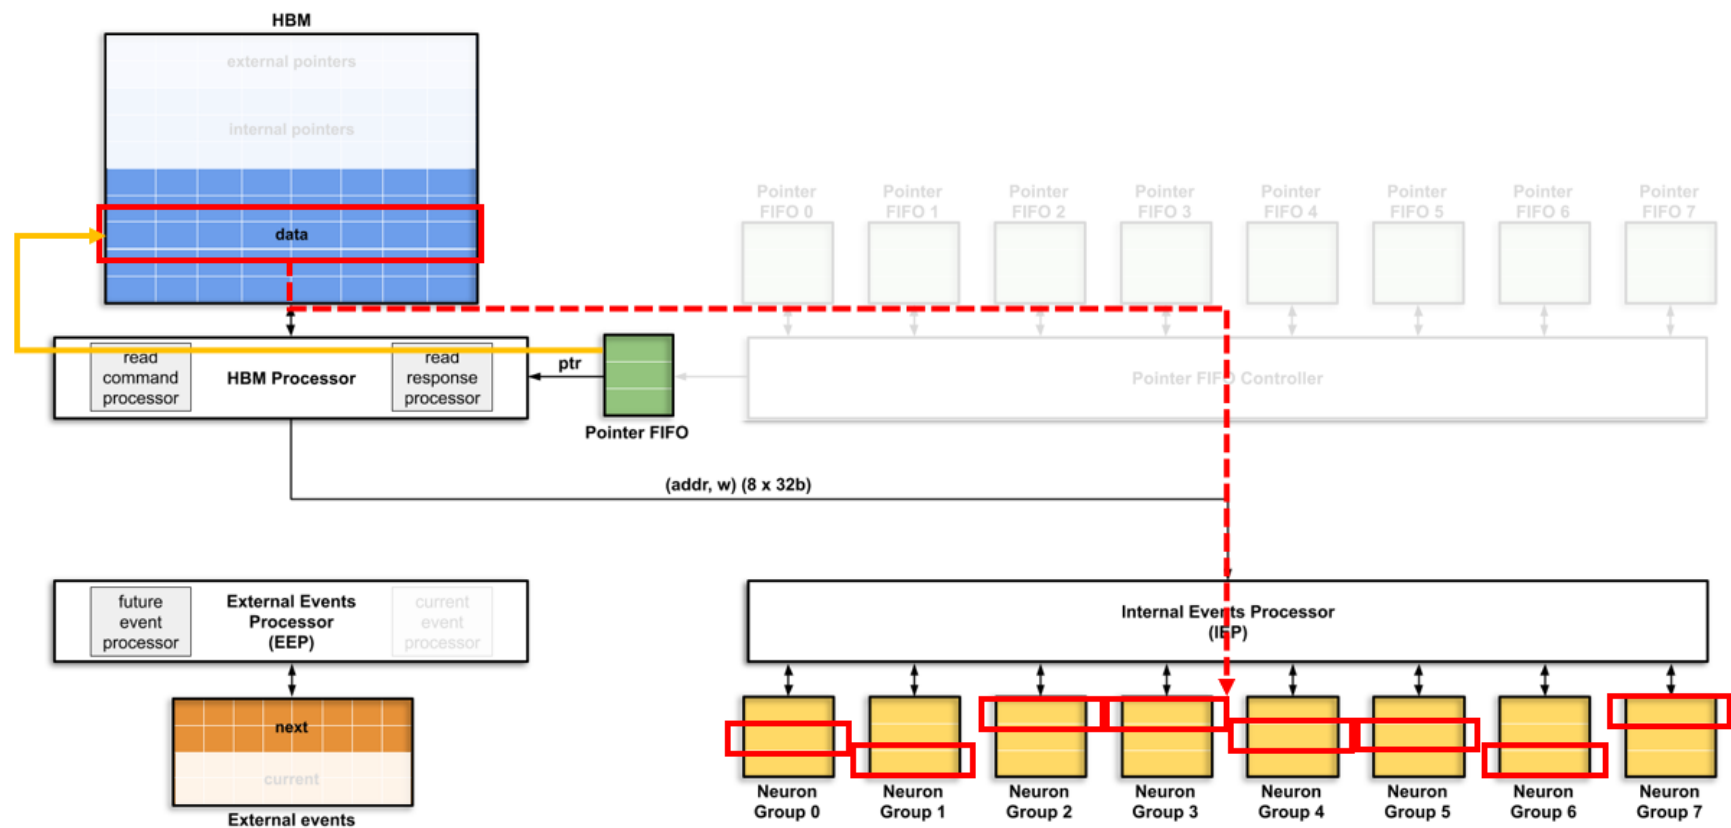 HBM
external pointers
internal pointers
data
Pointer
FIFO 0
Pointer
FIFO 1
Pointer
FIFO 2
Pointer
FIFO 3
Pointer
FIFO 4
Pointer
FIFO 5
Pointer
FIFO 6
Pointer
FIFO 7
read
command
processor
HBM Processor
read
response
processor
ptr
Pointer FIFO
Pointer FIFO Controller
(addr, w) (8 x 32b)
future
event
processor
External Events
Processor
(EEP)
current
event
processor
Internal Events Processor
(IEP)
next
current
External events
Neuron
Group 0
Neuron
Group 1
Neuron
Group 2
Neuron
Group 3
Neuron
Group 4
Neuron
Group 5
Neuron
Group 6
Neuron
Group 7